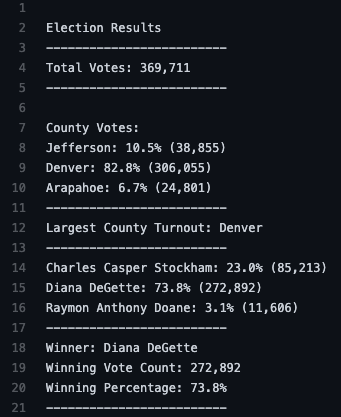 1
2 Election Results
3 -------------------------
4 Total Votes: 369,711
5 -------------------------
6
7 County Votes:
8 Jefferson: 10.5% (38,855)
9 Denver: 82.8% (306,055)
10 Arapahoe: 6.7% (24,801)
11 -------------------------
12 Largest County Turnout: Denver
13 -------------------------
14 Charles Casper Stockham: 23.0% (85,213)
15 Diana DeGette: 73.8% (272,892)
16 Raymon Anthony Doane: 3.1% (11,606)
17 -------------------------
18 Winner: Diana DeGette
19 Winning Vote Count: 272,892
20 Winning Percentage: 73.8%
21 -------------------------